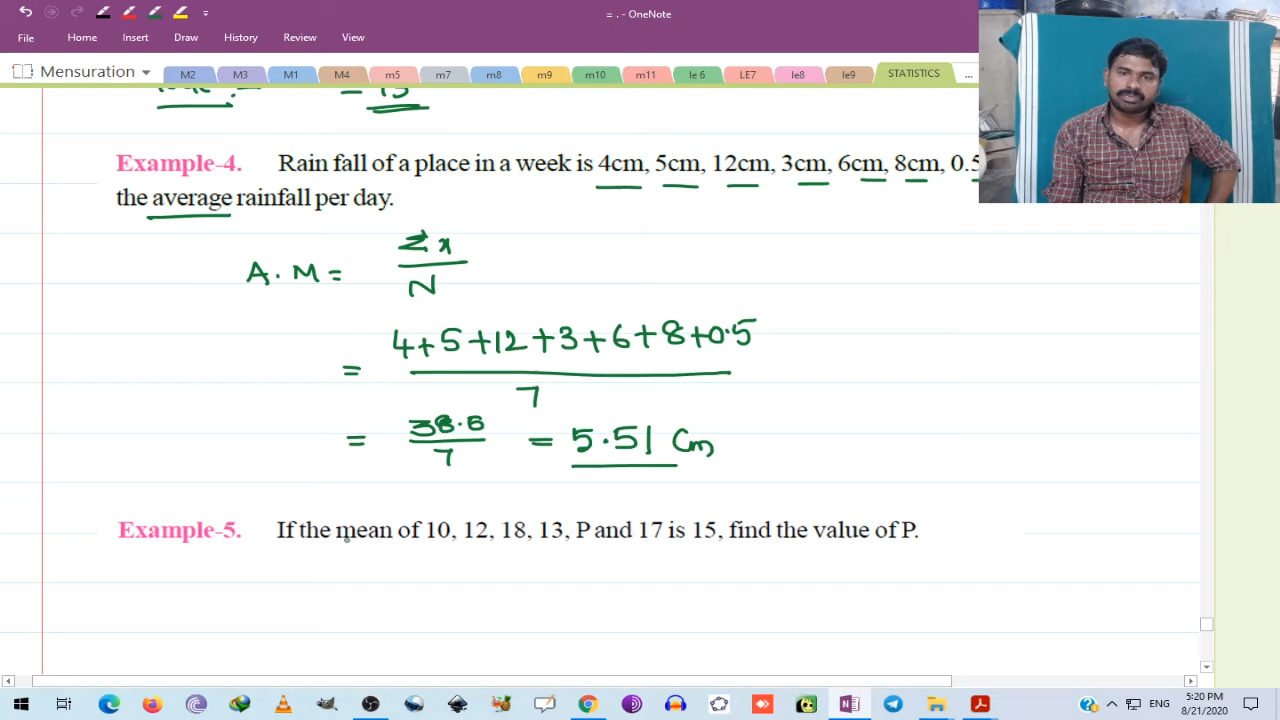 = . - OneNote
File Home Insert Draw History Review View
Mensuration M2 M3 M1 M4 m5 m7 m8 m9 m10 m11 le 6 LE7 le8 le9 STATISTICS ...
= 15
Example-4. Rain fall of a place in a week is 4cm, 5cm, 12cm, 3cm, 6cm, 8cm, 0.5
the average rainfall per day.
A.M = Σx / N
= 4+5+12+3+6+8+0.5 / 7
= 38.5 / 7 = 5.51 Cm
Example-5. If the mean of 10, 12, 18, 13, P and 17 is 15, find the value of P.
5:20 PM
ENG
8/21/2020